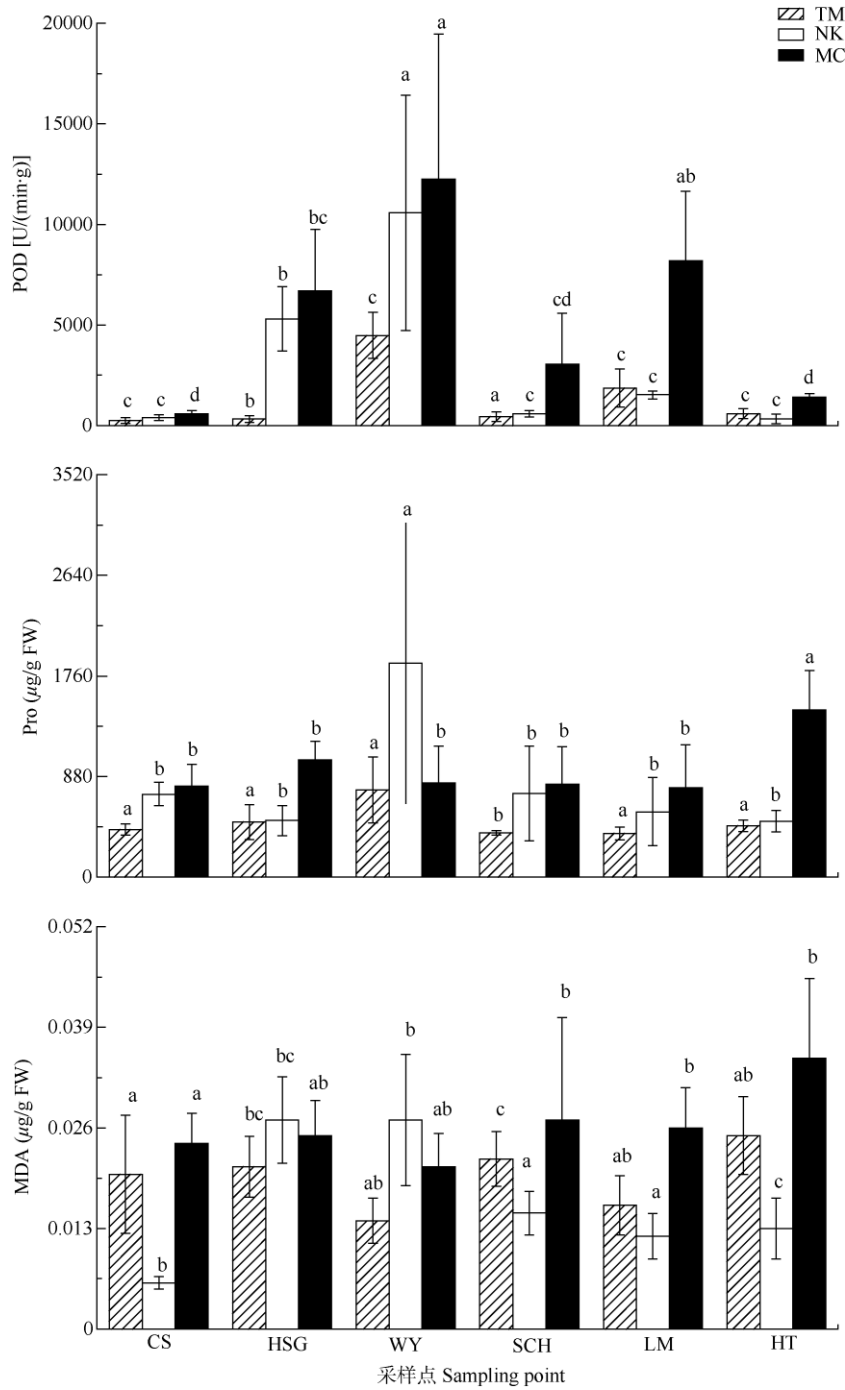 TM
NK
MC
POD [U/(min·g)]
20000
15000
10000
5000
0
c c d
b b bc
c a a
a c cd
c c ab
c c d
Pro (µg/g FW)
3520
2640
1760
880
0
a b b
a b b
a a b
b b b
a b b
a b a
MDA (µg/g FW)
0.052
0.039
0.026
0.013
0
a b a
bc bc ab
ab b ab
c a b
ab a b
ab c b
CS HSG WY SCH LM HT
采样点 Sampling point